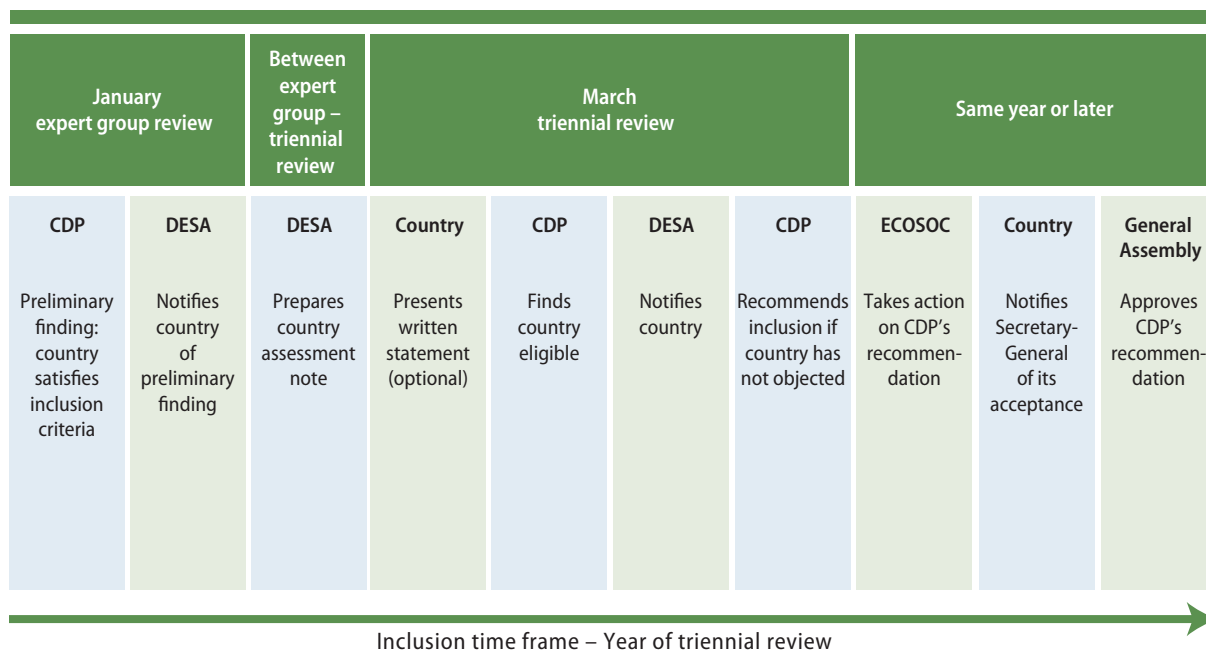 January
expert group review
Between
expert
group –
triennial
review
March
triennial review
Same year or later
CDP
Preliminary
finding:
country
satisfies
inclusion
criteria
DESA
Notifies
country
of
preliminary
finding
DESA
Prepares
country
assessment
note
Country
Presents
written
statement
(optional)
CDP
Finds
country
eligible
DESA
Notifies
country
CDP
Recommends
inclusion if
country has
not objected
ECOSOC
Takes action
on CDP's
recommen-
dation
Country
Notifies
Secretary-
General
of its
acceptance
General
Assembly
Approves
CDP's
recommen-
dation
Inclusion time frame – Year of triennial review